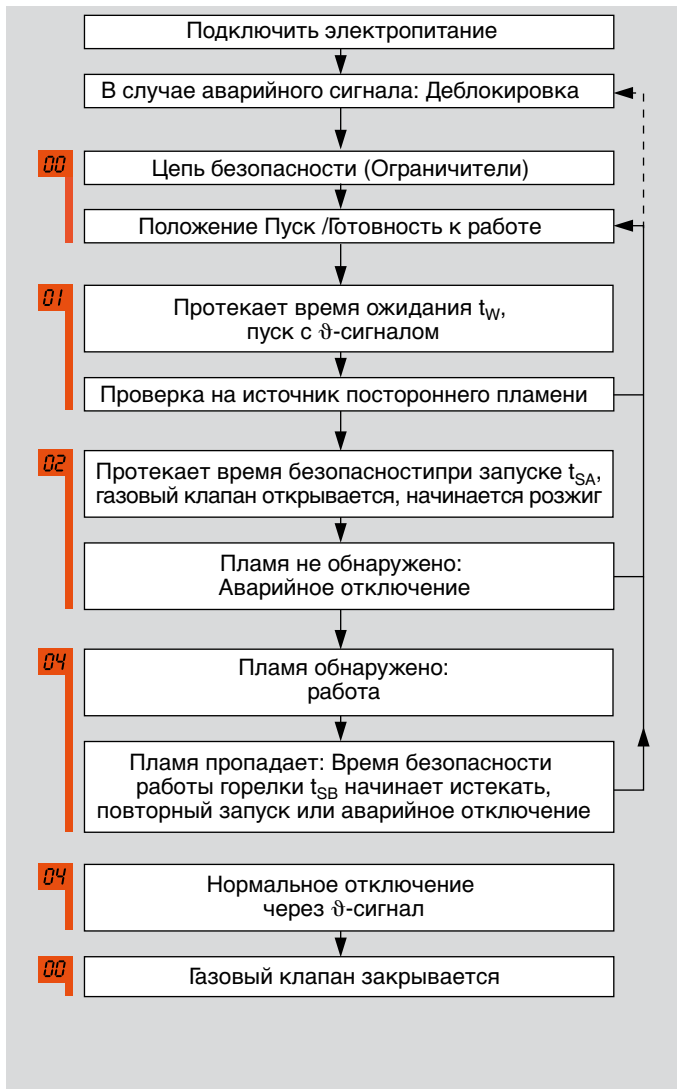 Подключить электропитание
В случае аварийного сигнала: Деблокировка
00
Цепь безопасности (Ограничители)
Положение Пуск /Готовность к работе
01
Протекает время ожидания tW,
пуск с ϑ-сигналом
Проверка на источник постороннего пламени
02
Протекает время безопасностипри запуске tSA,
газовый клапан открывается, начинается розжиг
Пламя не обнаружено:
Аварийное отключение
04
Пламя обнаружено:
работа
Пламя пропадает: Время безопасности
работы горелки tSB начинает истекать,
повторный запуск или аварийное отключение
04
Нормальное отключение
через ϑ-сигнал
00
Газовый клапан закрывается